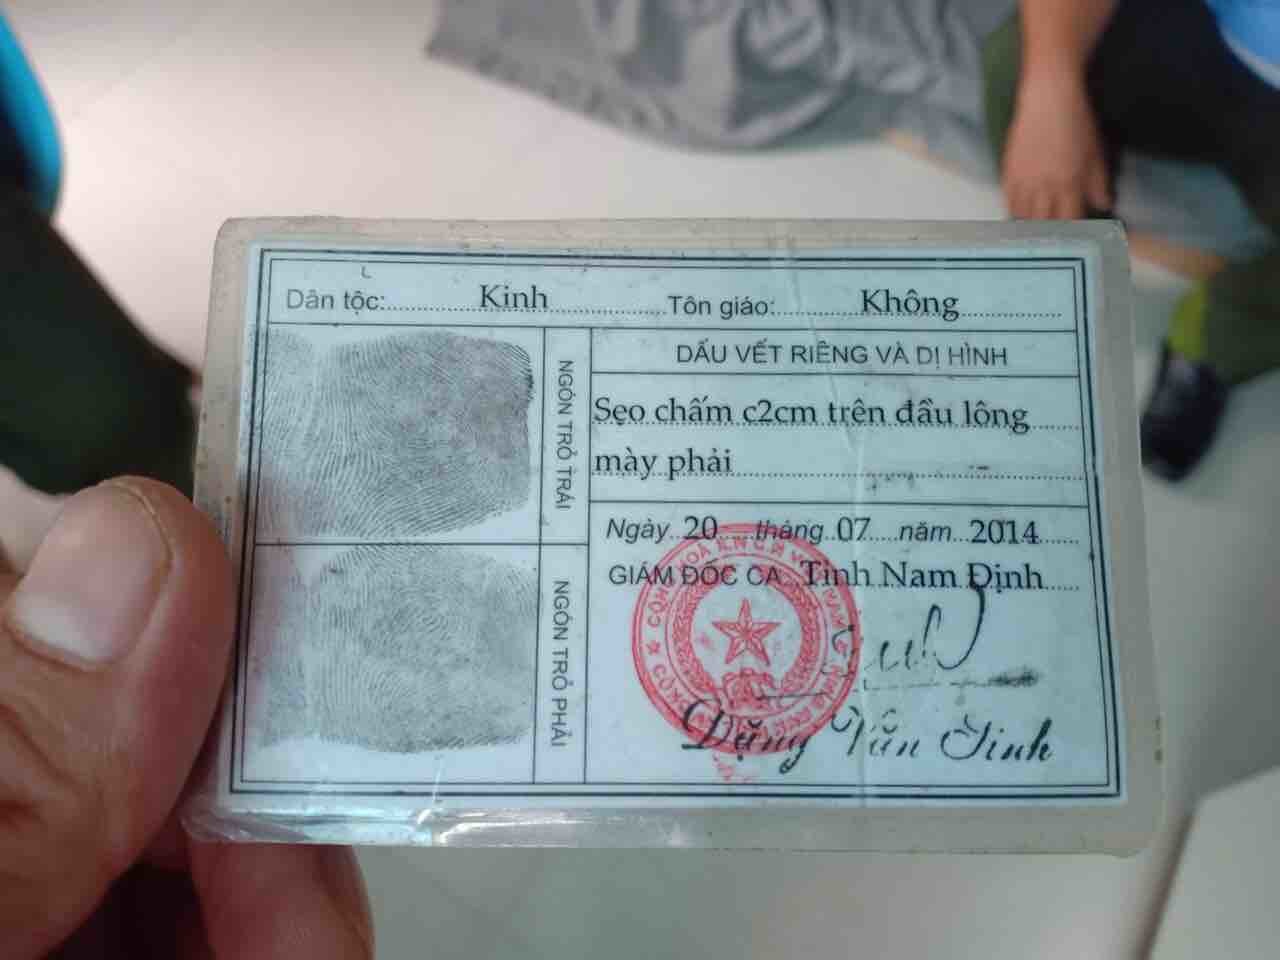 Dân tộc: Kinh Tôn giáo: Không
NGÓN TRỎ TRÁI
DẤU VẾT RIÊNG VÀ DỊ HÌNH
Sẹo chấm c2cm trên đầu lông
mày phải
NGÓN TRỎ PHẢI
Ngày 20 tháng 07 năm 2014
GIÁM ĐỐC CA Tỉnh Nam Định
Đặng Văn Sinh